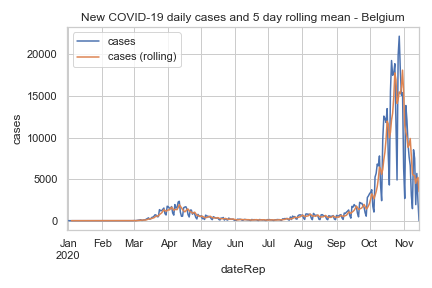 New COVID-19 daily cases and 5 day rolling mean - Belgium
cases
cases (rolling)
20000
15000
10000
5000
0
cases
Jan Feb Mar Apr May Jun Jul Aug Sep Oct Nov
2020
dateRep